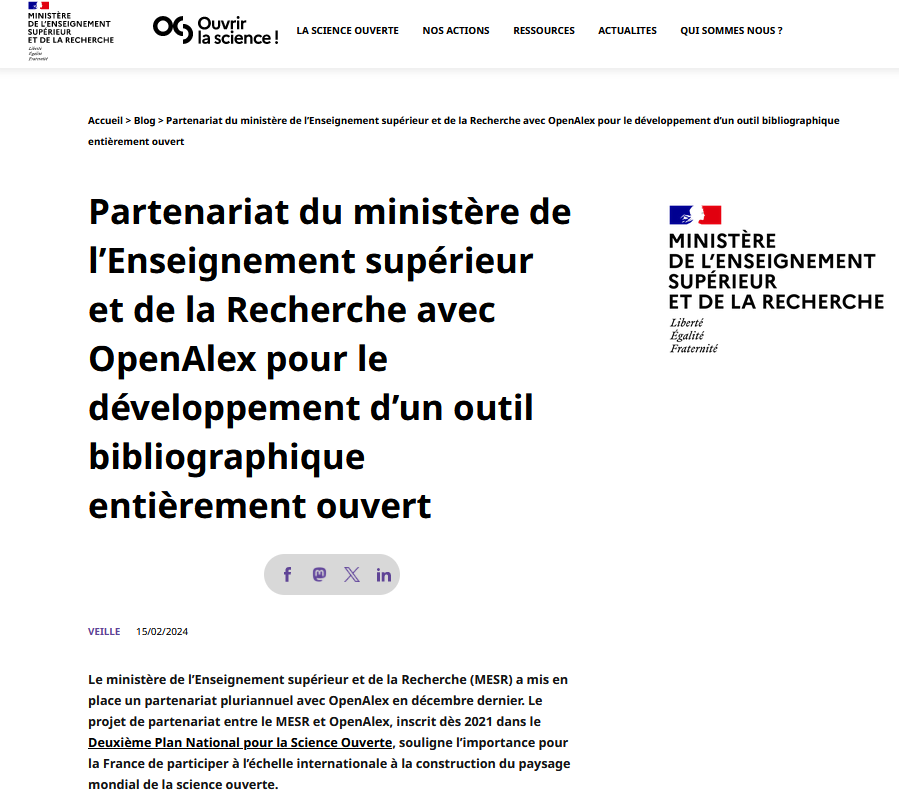 MINISTÈRE
DE L'ENSEIGNEMENT
SUPÉRIEUR
ET DE LA RECHERCHE
Liberté
Égalité
Fraternité
Ouvrir
la science !
LA SCIENCE OUVERTE NOS ACTIONS RESSOURCES ACTUALITES QUI SOMMES NOUS ?
Accueil > Blog > Partenariat du ministère de l’Enseignement supérieur et de la Recherche avec OpenAlex pour le développement d’un outil bibliographique
entièrement ouvert
Partenariat du ministère de
l’Enseignement supérieur
et de la Recherche avec
OpenAlex pour le
développement d’un outil
bibliographique
entièrement ouvert
MINISTÈRE
DE L'ENSEIGNEMENT
SUPÉRIEUR
ET DE LA RECHERCHE
Liberté
Égalité
Fraternité
VEILLE 15/02/2024
Le ministère de l’Enseignement supérieur et de la Recherche (MESR) a mis en
place un partenariat pluriannuel avec OpenAlex en décembre dernier. Le
projet de partenariat entre le MESR et OpenAlex, inscrit dès 2021 dans le
Deuxième Plan National pour la Science Ouverte, souligne l’importance pour
la France de participer à l’échelle internationale à la construction du paysage
mondial de la science ouverte.